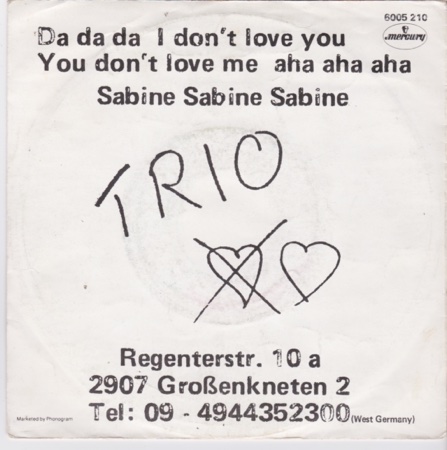 6005 210
Da da da I don't love you
mercury
You don't love me aha aha aha
Sabine Sabine Sabine
TRIO
Regenterstr. 10 a
2907 Großenkneten 2
Tel: 09 - 4944352300 (West Germany)
Marketed by Phonogram